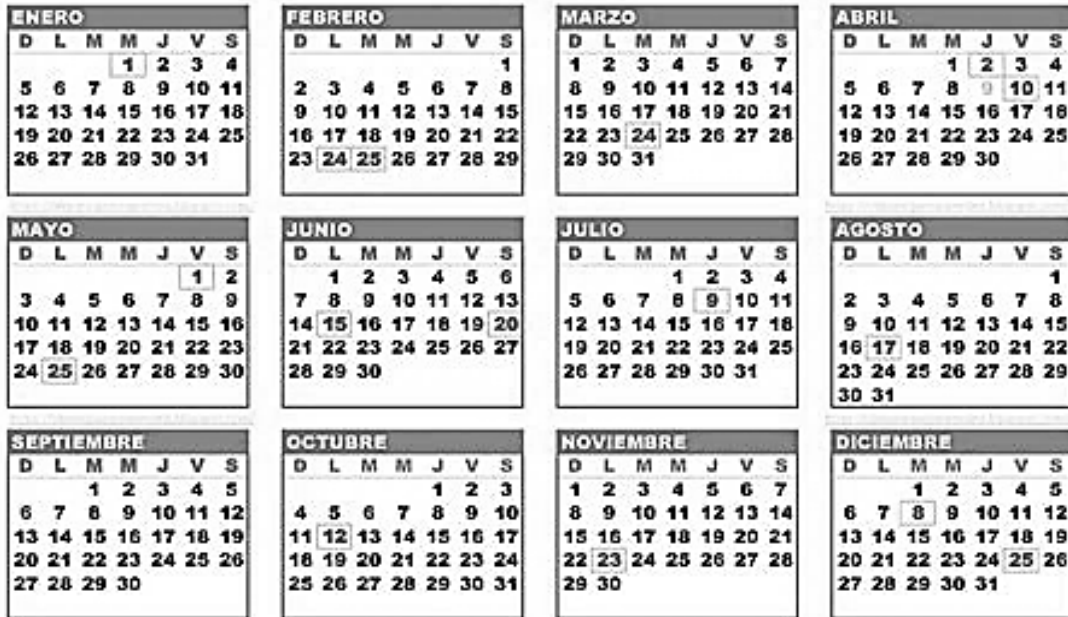 ENERO
D L M M J V S
1 2 3 4
5 6 7 8 9 10 11
12 13 14 15 16 17 18
19 20 21 22 23 24 25
26 27 28 29 30 31
FEBRERO
D L M M J V S
1
2 3 4 5 6 7 8
9 10 11 12 13 14 15
16 17 18 19 20 21 22
23 24 25 26 27 28 29
MARZO
D L M M J V S
1 2 3 4 5 6 7
8 9 10 11 12 13 14
15 16 17 18 19 20 21
22 23 24 25 26 27 28
29 30 31
ABRIL
D L M M J V S
1 2 3 4
5 6 7 8 9 10 11
12 13 14 15 16 17 18
19 20 21 22 23 24 25
26 27 28 29 30
MAYO
D L M M J V S
1 2
3 4 5 6 7 8 9
10 11 12 13 14 15 16
17 18 19 20 21 22 23
24 25 26 27 28 29 30
JUNIO
D L M M J V S
1 2 3 4 5 6
7 8 9 10 11 12 13
14 15 16 17 18 19 20
21 22 23 24 25 26 27
28 29 30
JULIO
D L M M J V S
1 2 3 4
5 6 7 8 9 10 11
12 13 14 15 16 17 18
19 20 21 22 23 24 25
26 27 28 29 30 31
AGOSTO
D L M M J V S
1
2 3 4 5 6 7 8
9 10 11 12 13 14 15
16 17 18 19 20 21 22
23 24 25 26 27 28 29
30 31
SEPTIEMBRE
D L M M J V S
1 2 3 4 5
6 7 8 9 10 11 12
13 14 15 16 17 18 19
20 21 22 23 24 25 26
27 28 29 30
OCTUBRE
D L M M J V S
1 2 3
4 5 6 7 8 9 10
11 12 13 14 15 16 17
18 19 20 21 22 23 24
25 26 27 28 29 30 31
NOVIEMBRE
D L M M J V S
1 2 3 4 5 6 7
8 9 10 11 12 13 14
15 16 17 18 19 20 21
22 23 24 25 26 27 28
29 30
DICIEMBRE
D L M M J V S
1 2 3 4 5
6 7 8 9 10 11 12
13 14 15 16 17 18 19
20 21 22 23 24 25 26
27 28 29 30 31